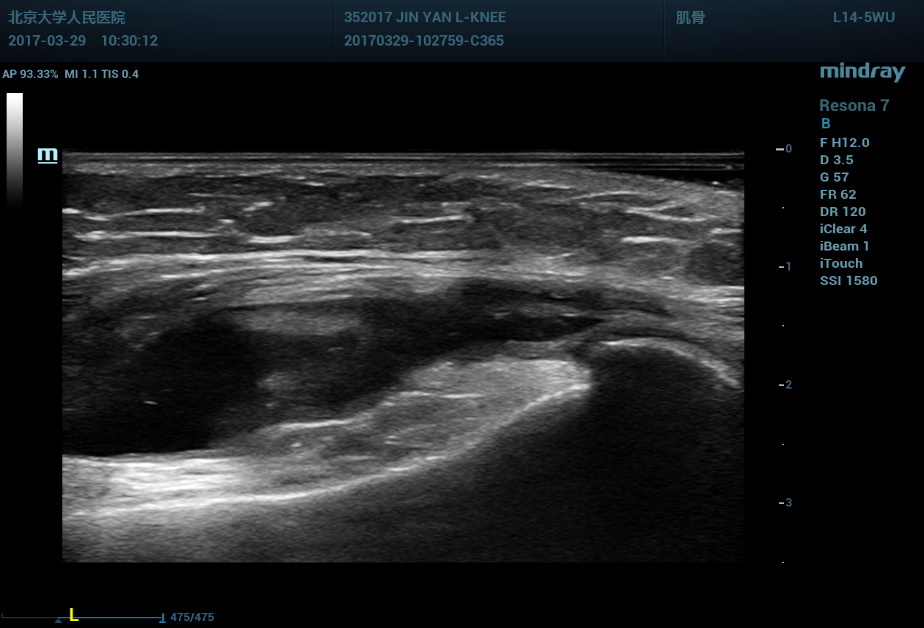 北京大学人民医院
352017 JIN YAN L-KNEE
肌骨
L14-5WU
2017-03-29 10:30:12
20170329-102759-C365
AP 93.33% MI 1.1 TIS 0.4
mindray
Resona 7
B
F H12.0
D 3.5
G 57
FR 62
DR 120
iClear 4
iBeam 1
iTouch
SSI 1580
m
0
1
2
3
L
475/475